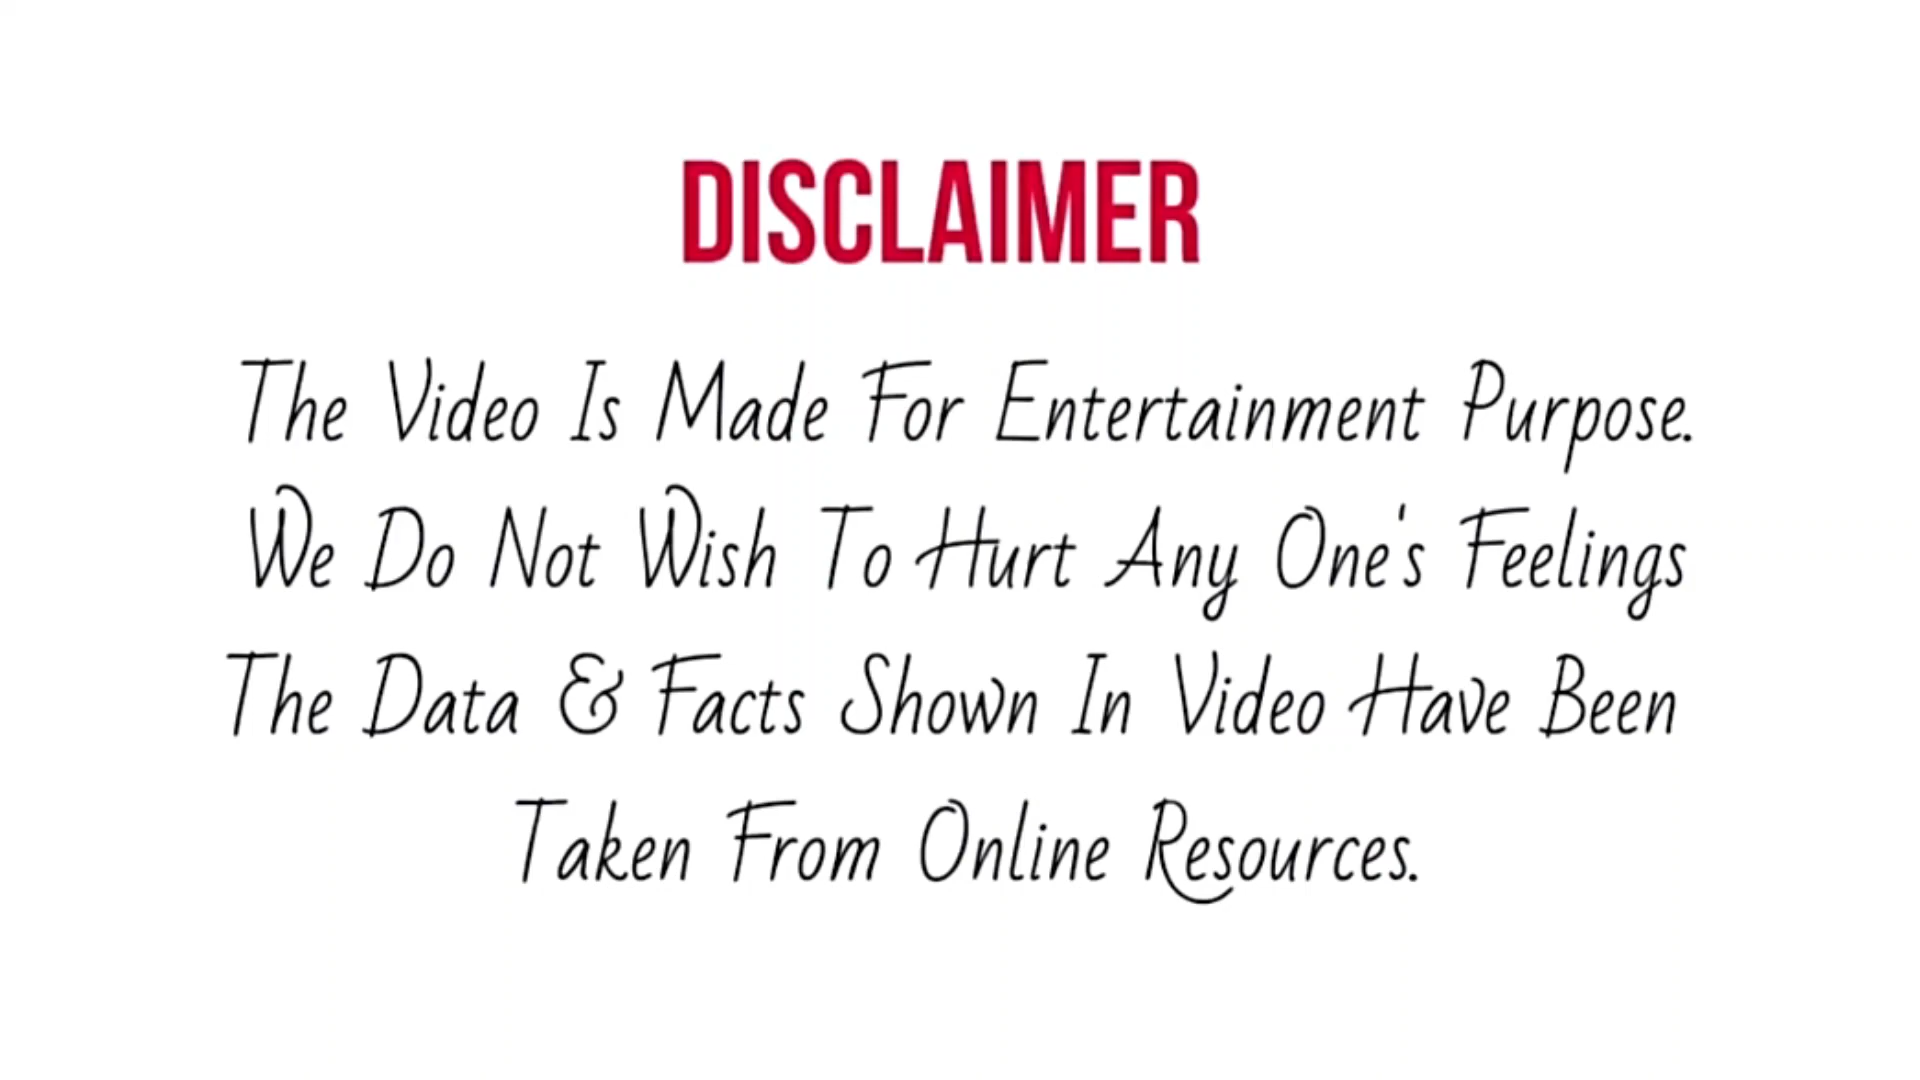 DISCLAIMER
The Video Is Made For Entertainment Purpose.
We Do Not Wish To Hurt Any One's Feelings
The Data & Facts Shown In Video Have Been
Taken From Online Resources.